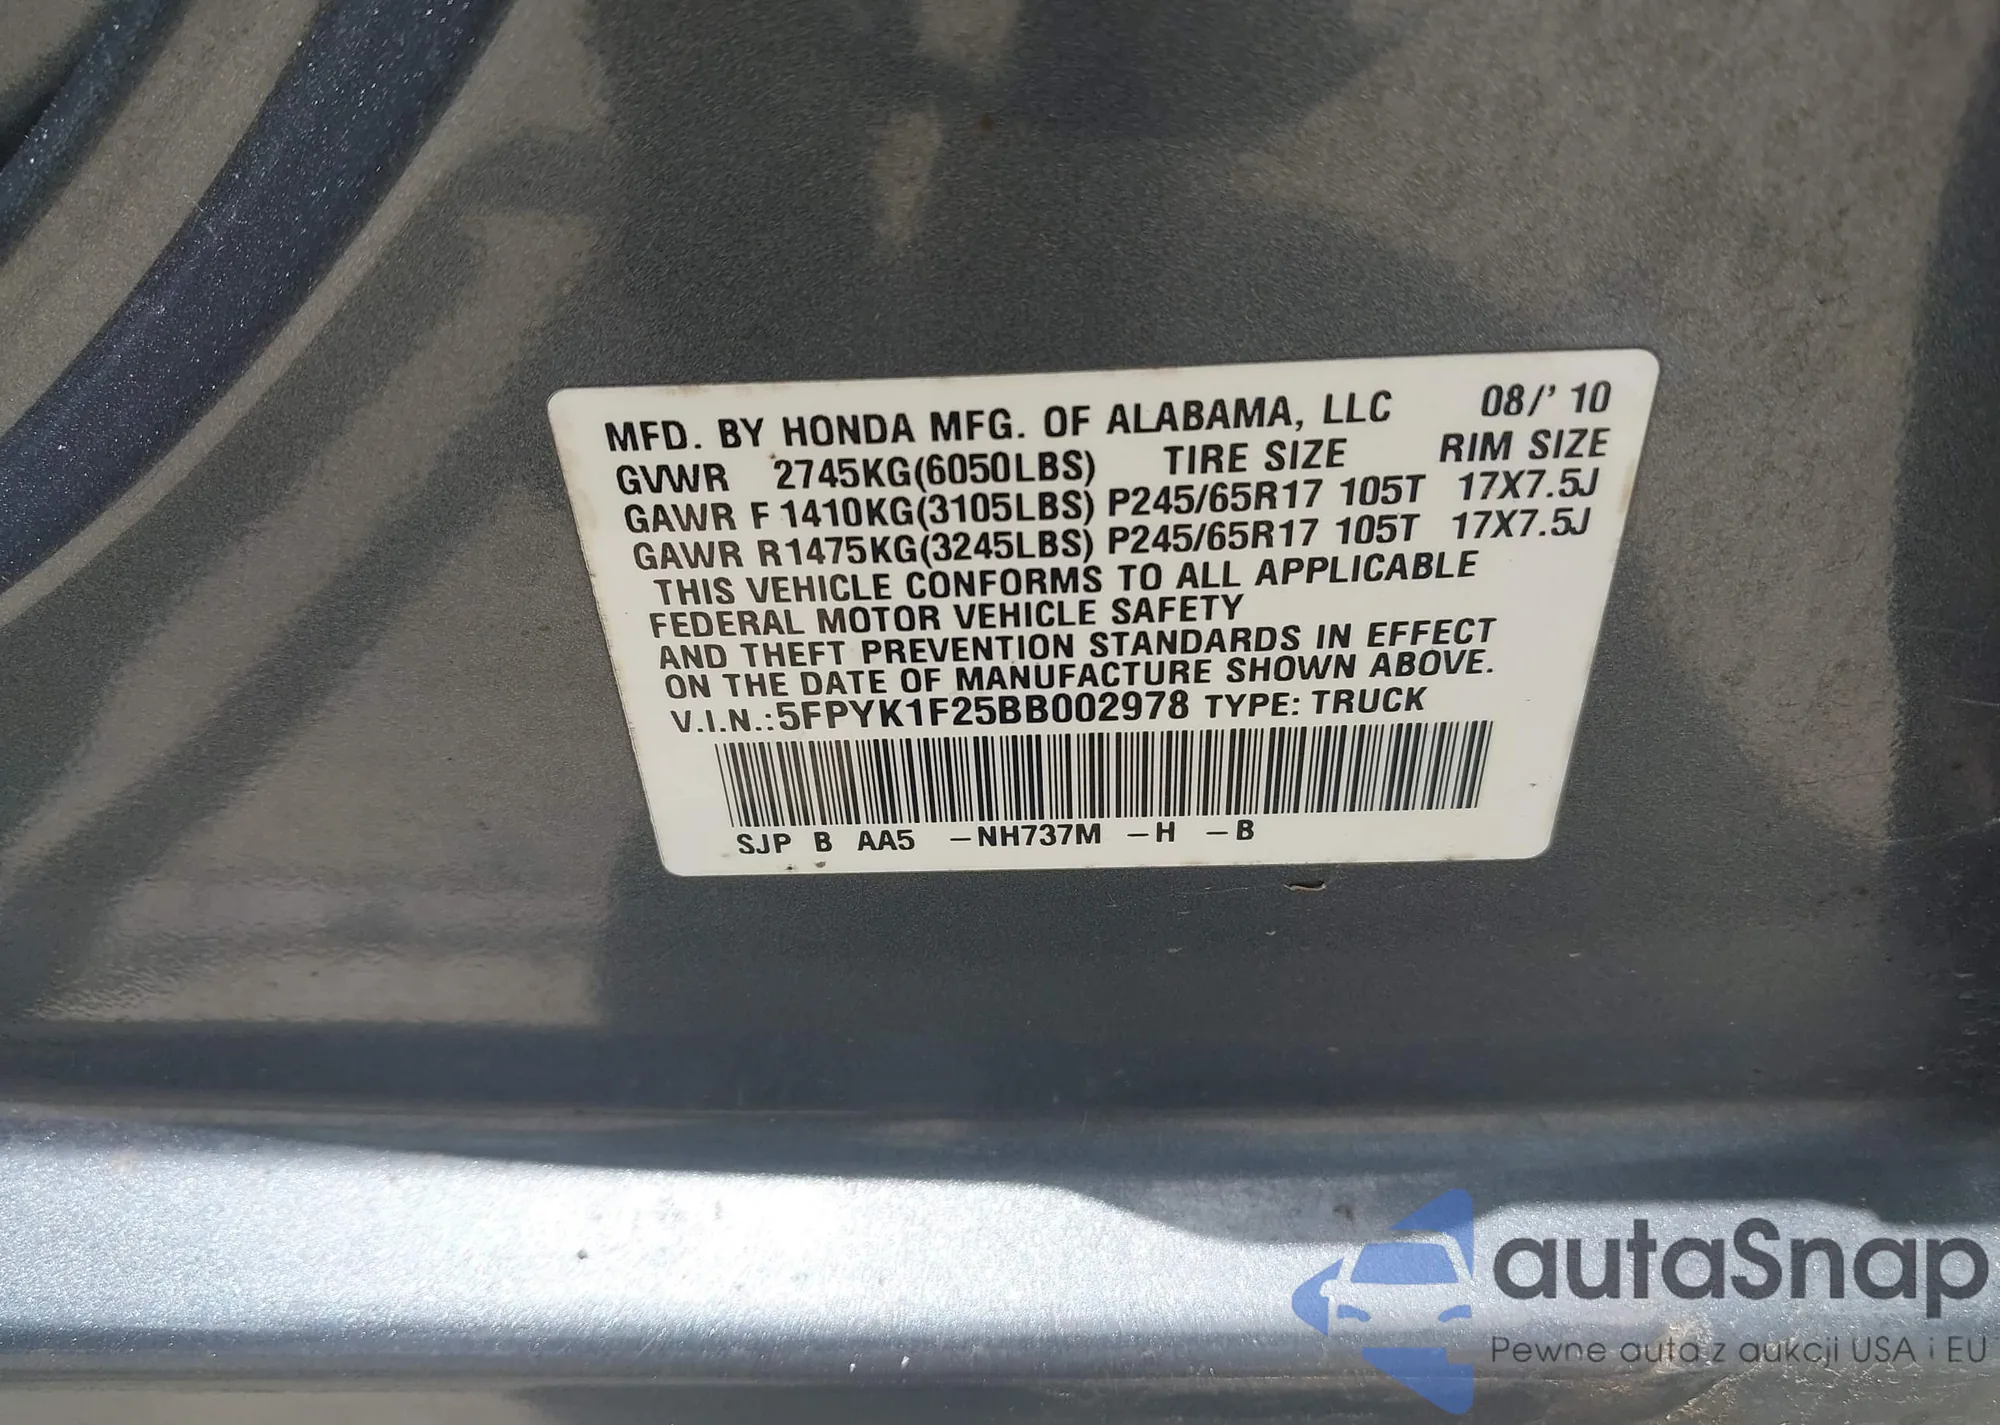 MFD. BY HONDA MFG. OF ALABAMA, LLC 08/' 10
GVWR 2745KG(6050LBS) TIRE SIZE RIM SIZE
GAWR F 1410KG(3105LBS) P245/65R17 105T 17X7.5J
GAWR R1475KG(3245LBS) P245/65R17 105T 17X7.5J
THIS VEHICLE CONFORMS TO ALL APPLICABLE
FEDERAL MOTOR VEHICLE SAFETY
AND THEFT PREVENTION STANDARDS IN EFFECT
ON THE DATE OF MANUFACTURE SHOWN ABOVE.
V.I.N.:5FPYK1F25BB002978 TYPE: TRUCK
SJP B AA5 -NH737M -H -B
autaSnap
Pewne auta z aukcji USA i EU